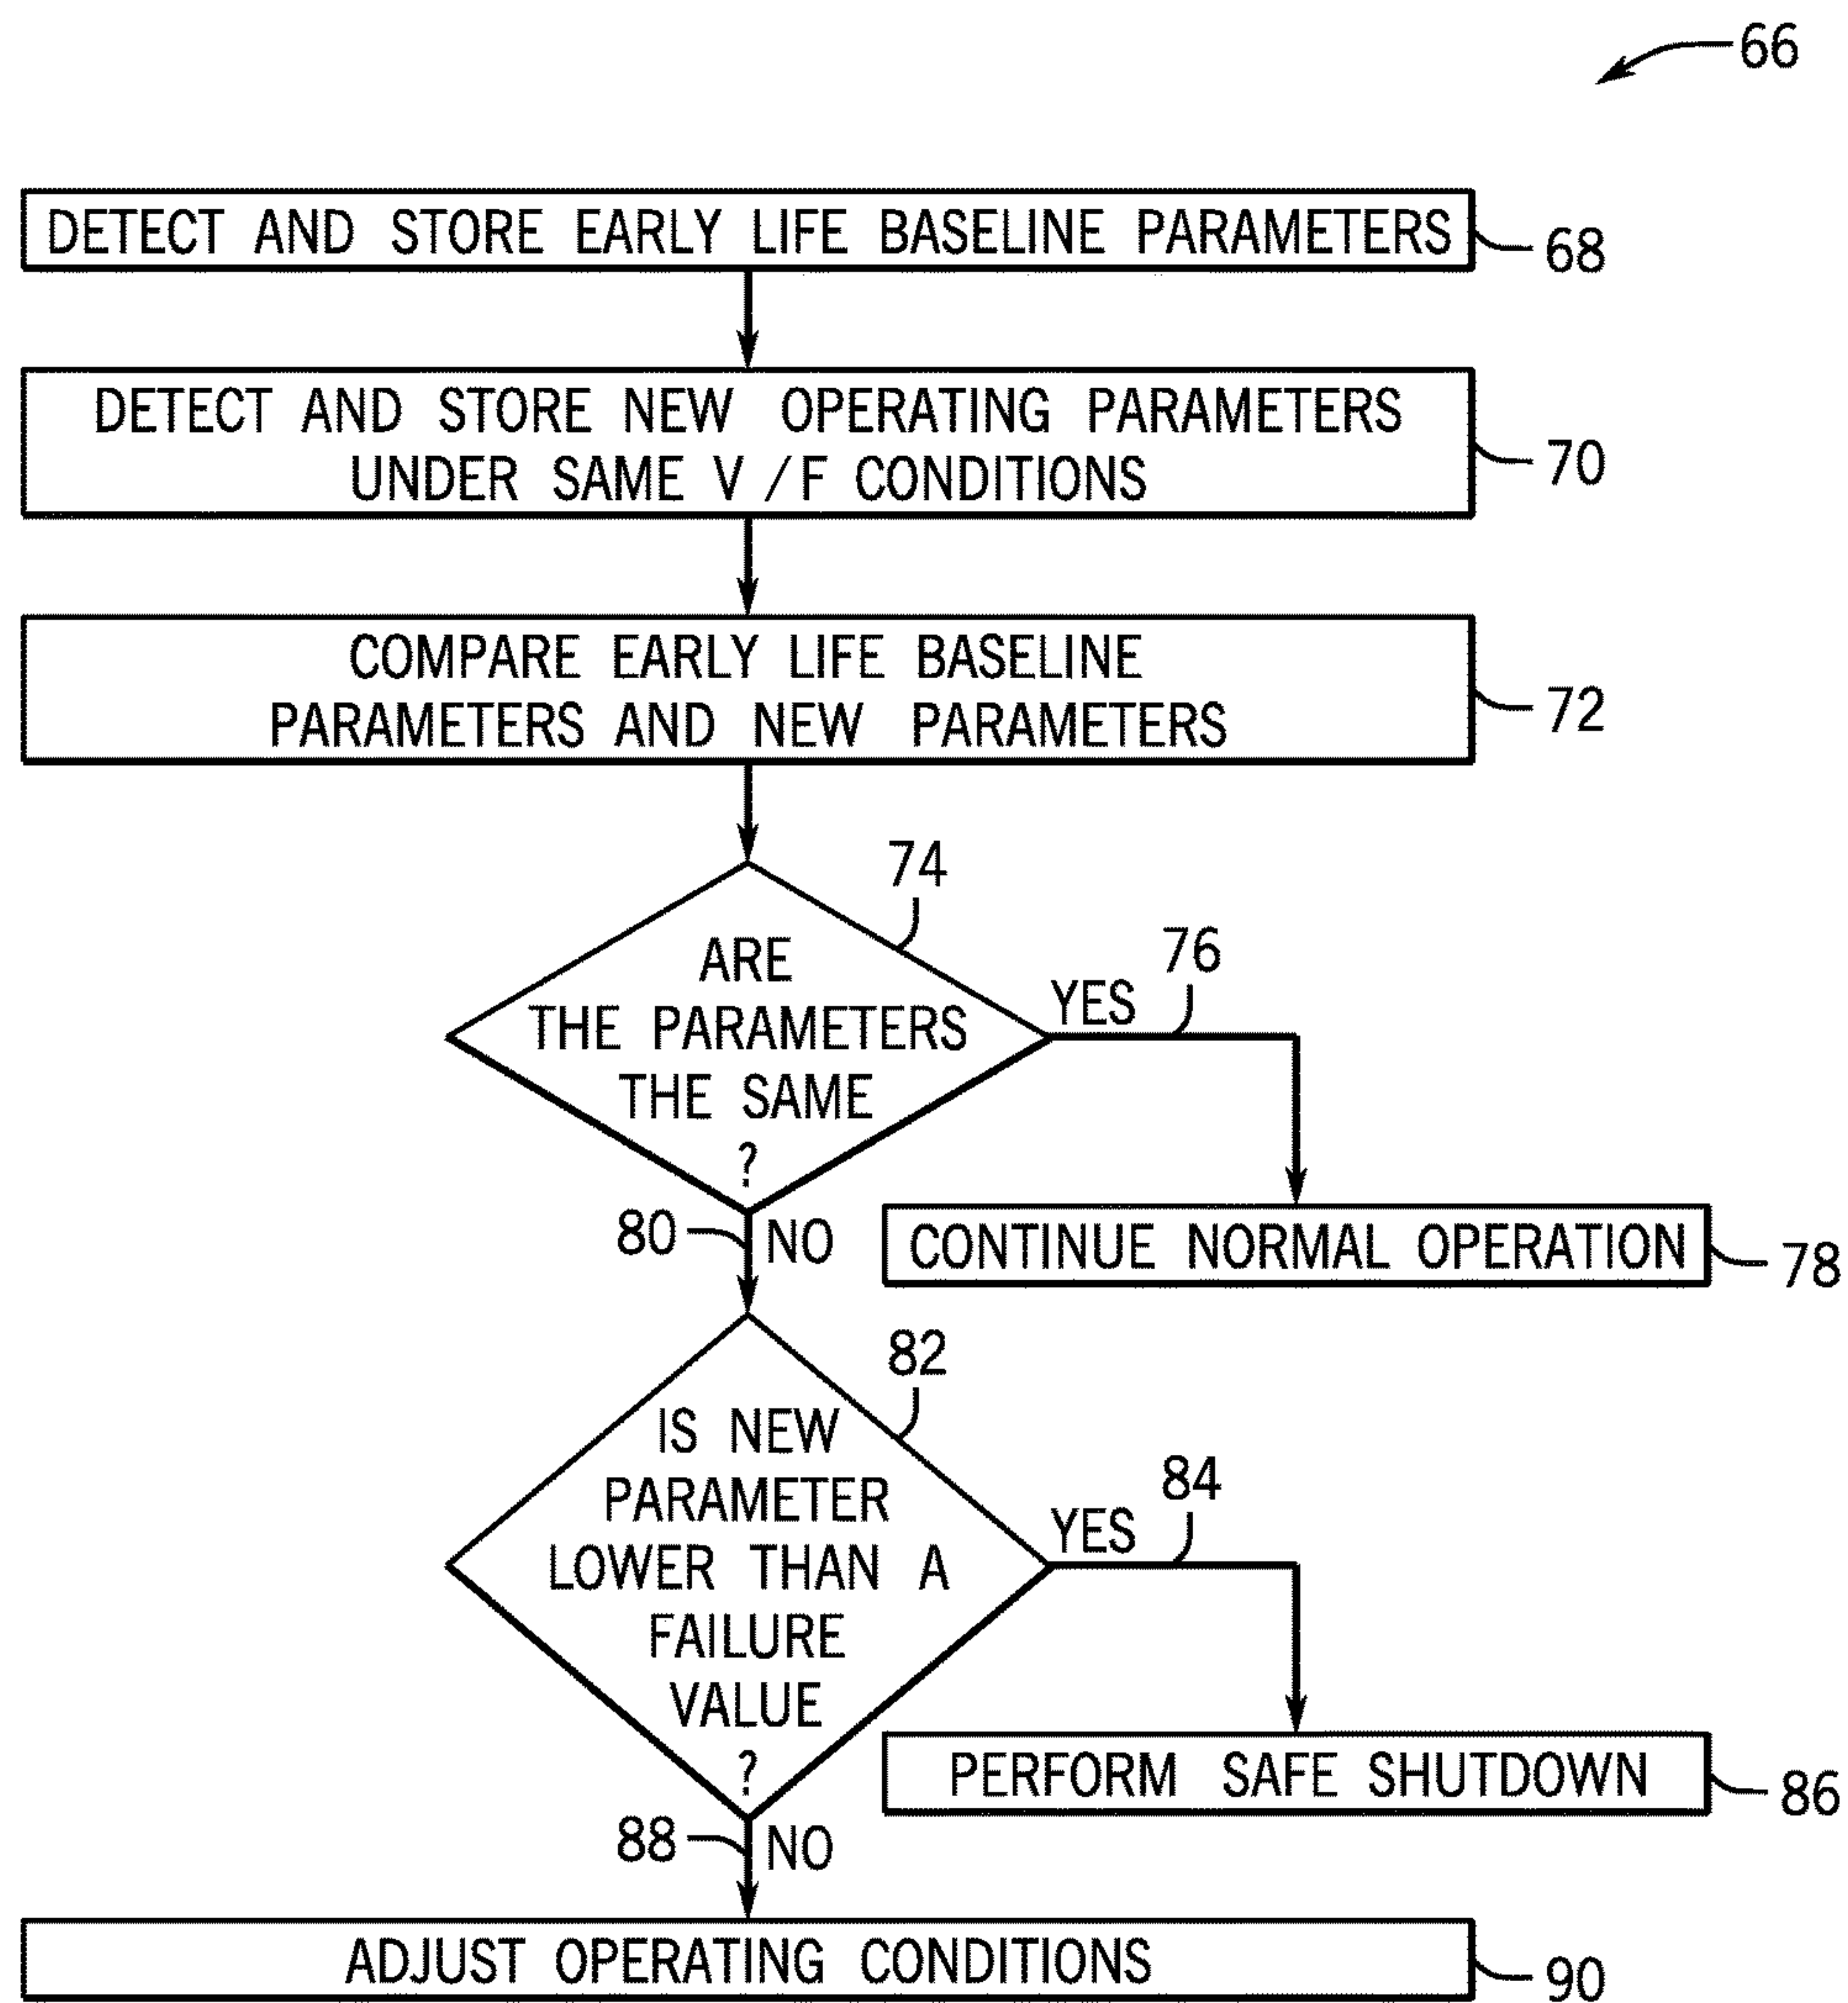 66
DETECT AND STORE EARLY LIFE BASELINE PARAMETERS
68
DETECT AND STORE NEW OPERATING PARAMETERS
UNDER SAME V/F CONDITIONS
70
COMPARE EARLY LIFE BASELINE
PARAMETERS AND NEW PARAMETERS
72
74
ARE
THE PARAMETERS
THE SAME
?
YES
76
CONTINUE NORMAL OPERATION
78
80
NO
82
IS NEW
PARAMETER
LOWER THAN A
FAILURE
VALUE
?
YES
84
PERFORM SAFE SHUTDOWN
86
88
NO
ADJUST OPERATING CONDITIONS
90